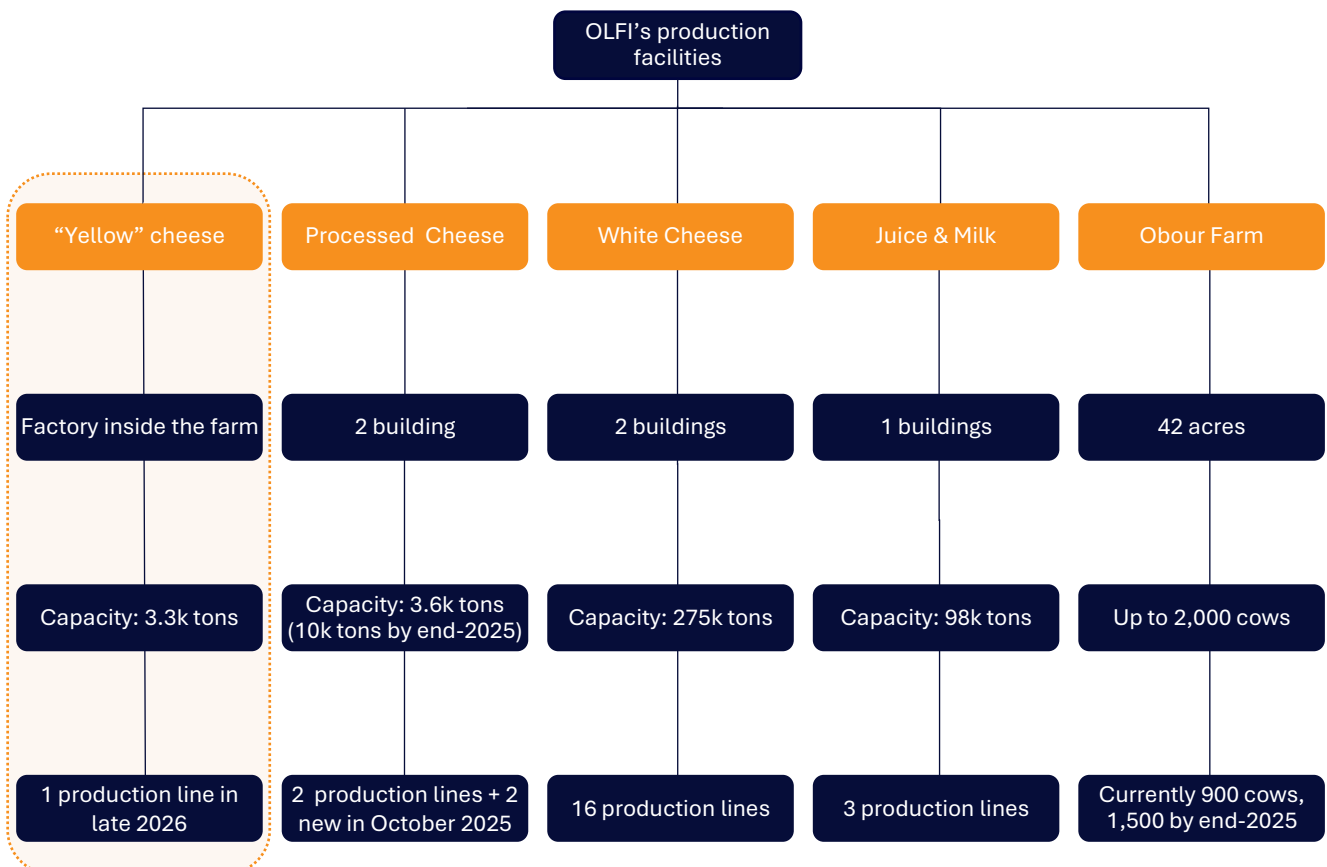 OLFI’s production
facilities
“Yellow” cheese
Processed Cheese
White Cheese
Juice & Milk
Obour Farm
Factory inside the farm
2 building
2 buildings
1 buildings
42 acres
Capacity: 3.3k tons
Capacity: 3.6k tons
(10k tons by end-2025)
Capacity: 275k tons
Capacity: 98k tons
Up to 2,000 cows
1 production line in
late 2026
2 production lines + 2
new in October 2025
16 production lines
3 production lines
Currently 900 cows,
1,500 by end-2025